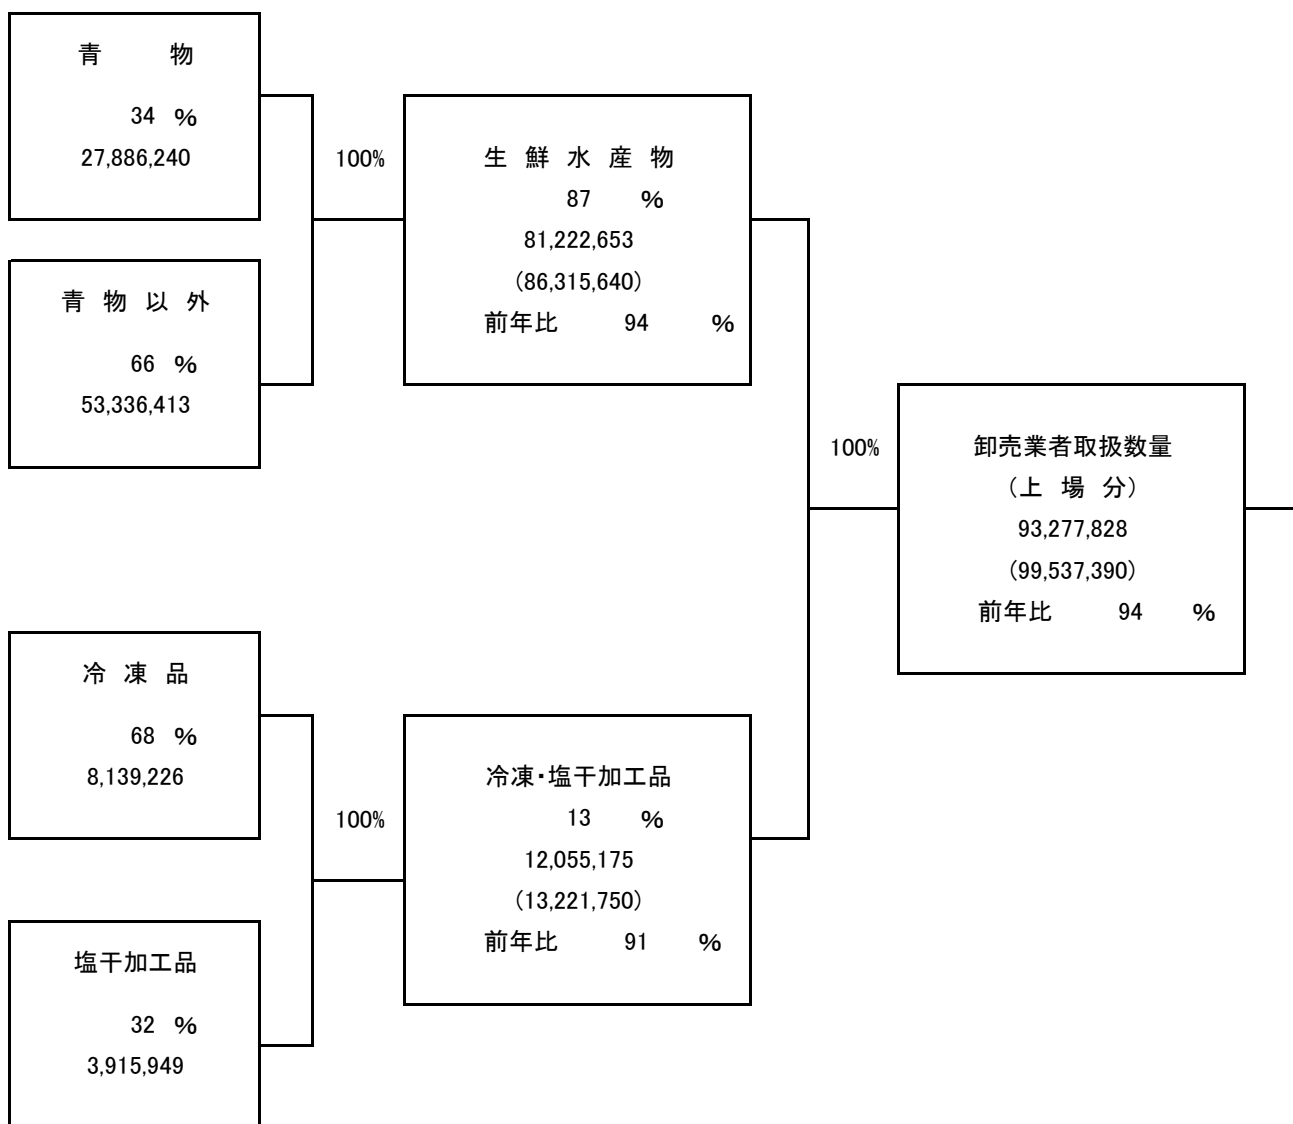 青 物
34 %
27,886,240
青 物 以 外
66 %
53,336,413
100%
生 鮮 水 産 物
87 %
81,222,653
(86,315,640)
前年比 94 %
冷 凍 品
68 %
8,139,226
塩干加工品
32 %
3,915,949
100%
冷凍・塩干加工品
13 %
12,055,175
(13,221,750)
前年比 91 %
100%
卸売業者取扱数量
(上 場 分)
93,277,828
(99,537,390)
前年比 94 %